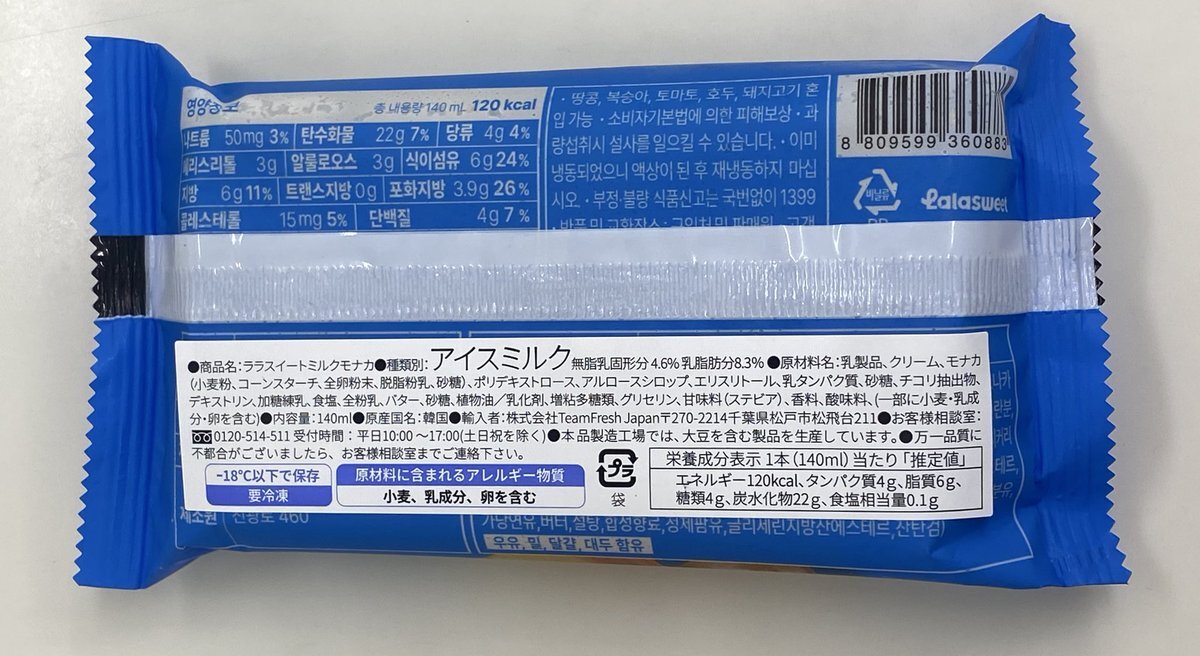 총 내용량 140 mL 120 kcal
50mg 3% 탄수화물 22g 7% 당류 4g 4%
3g 알룰로오스 3g 식이섬유 6g 24%
지방 6g 11% 트랜스지방 0g 포화지방 3.9g 26%
콜레스테롤 15mg 5% 단백질 4g 7%
· 땅콩, 복숭아, 토마토, 호두, 돼지고기 혼
입 가능 · 소비자기본법에 의한 피해보상 · 과
량섭취시 설사를 일으킬 수 있습니다. · 이미
냉동되었으니 액상이 된 후 재냉동하지 마십
시오. · 부정·불량 식품신고는 국번없이 1399
8 809599 360883
비닐류
Lalasweet
●商品名:ララスイートミルクモナカ●種類別:アイスミルク 無脂乳固形分 4.6% 乳脂肪分8.3% ●原材料名:乳製品、クリーム、モナカ
(小麦粉、コーンスターチ、全卵粉末、脱脂粉乳、砂糖)、ポリデキストロース、アルロースシロップ、エリスリトール、乳タンパク質、砂糖、チコリ抽出物、
デキストリン、加糖練乳、食塩、全粉乳、バター、砂糖、植物油/乳化剤、増粘多糖類、グリセリン、甘味料(ステビア)、香料、酸味料、(一部に小麦・乳成
分・卵を含む)●内容量:140ml●原産国名:韓国●輸入者:株式会社TeamFresh Japan〒270-2214千葉県松戸市松飛台211●お客様相談室:
0120-514-511 受付時間:平日10:00 ～17:00(土日祝を除く)●本品製造工場では、大豆を含む製品を生産しています。●万一品質に
不都合がございましたら、お客様相談室までご連絡下さい。
-18℃以下で保存
要冷凍
原材料に含まれるアレルギー物質
小麦、乳成分、卵を含む
プラ
袋
栄養成分表示 1本(140ml)当たり「推定値」
エネルギー120kcal、タンパク質4g、脂質6g、
糖類4g、炭水化物22g、食塩相当量0.1g
제조원
우유, 밀, 달걀, 대두 함유